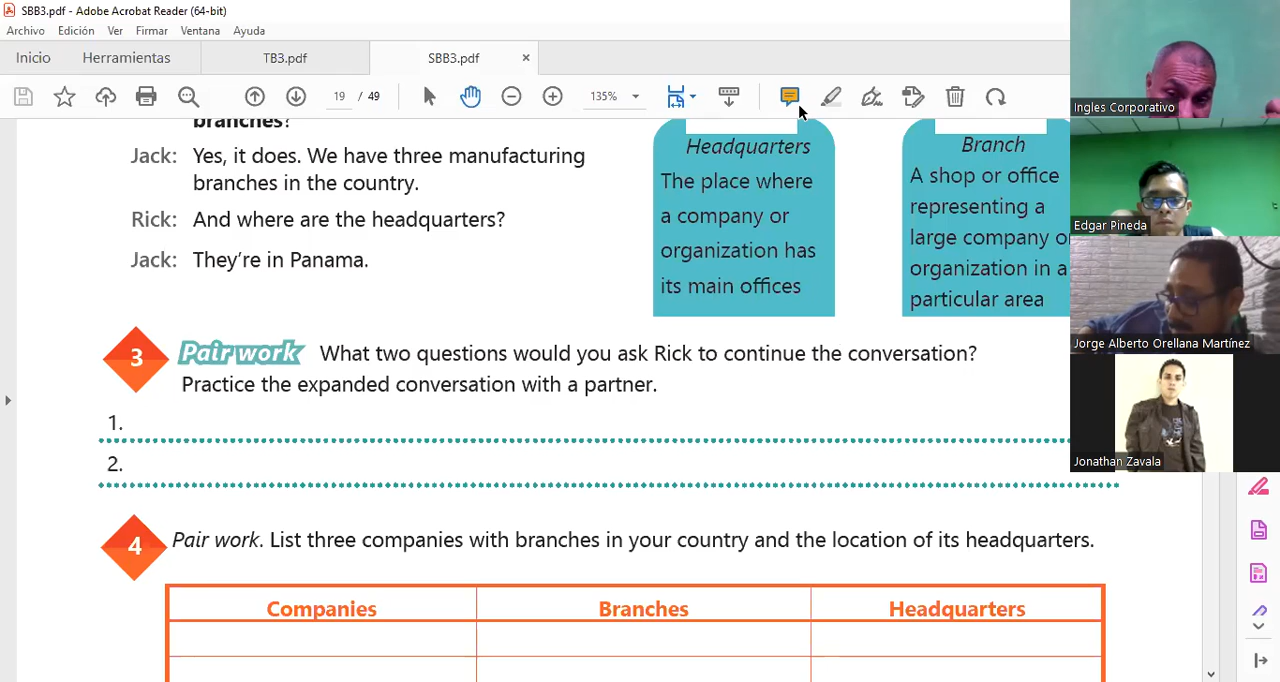 SBB3.pdf - Adobe Acrobat Reader (64-bit)
Archivo Edición Ver Firmar Ventana Ayuda
Inicio Herramientas TB3.pdf SBB3.pdf ×
19 / 49 135%
branches?
Jack: Yes, it does. We have three manufacturing
branches in the country.
Rick: And where are the headquarters?
Jack: They're in Panama.
Headquarters
The place where
a company or
organization has
its main offices
Branch
A shop or office
representing a
large company or
organization in a
particular area
3 Pair work What two questions would you ask Rick to continue the conversation?
Practice the expanded conversation with a partner.
1.
2.
4 Pair work. List three companies with branches in your country and the location of its headquarters.
Companies Branches Headquarters
Ingles Corporativo
Edgar Pineda
Jorge Alberto Orellana Martínez
Jonathan Zavala